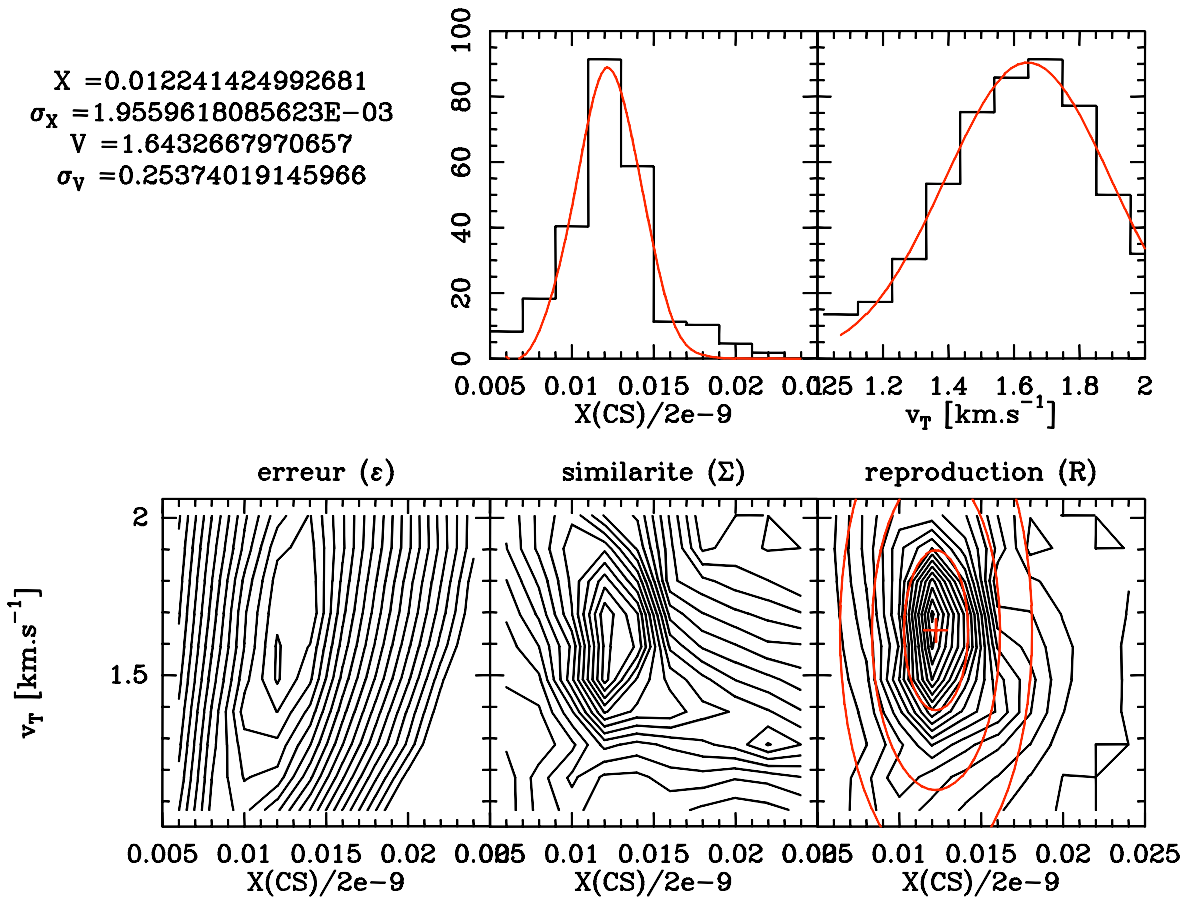 X =0.012241424992681
σX =1.9559618085623E−03
V =1.6432667970657
σV =0.25374019145966
100
80
60
40
20
0
0.005 0.01 0.015 0.02 0.025 1.2 1.4 1.6 1.8 2
X(CS)/2e−9 vT [km.s−1]
erreur (ε) similarite (Σ) reproduction (R)
2
1.5
vT [km.s−1]
0.005 0.01 0.015 0.02 0.01 0.015 0.02 0.01 0.015 0.02 0.025
X(CS)/2e−9 X(CS)/2e−9 X(CS)/2e−9